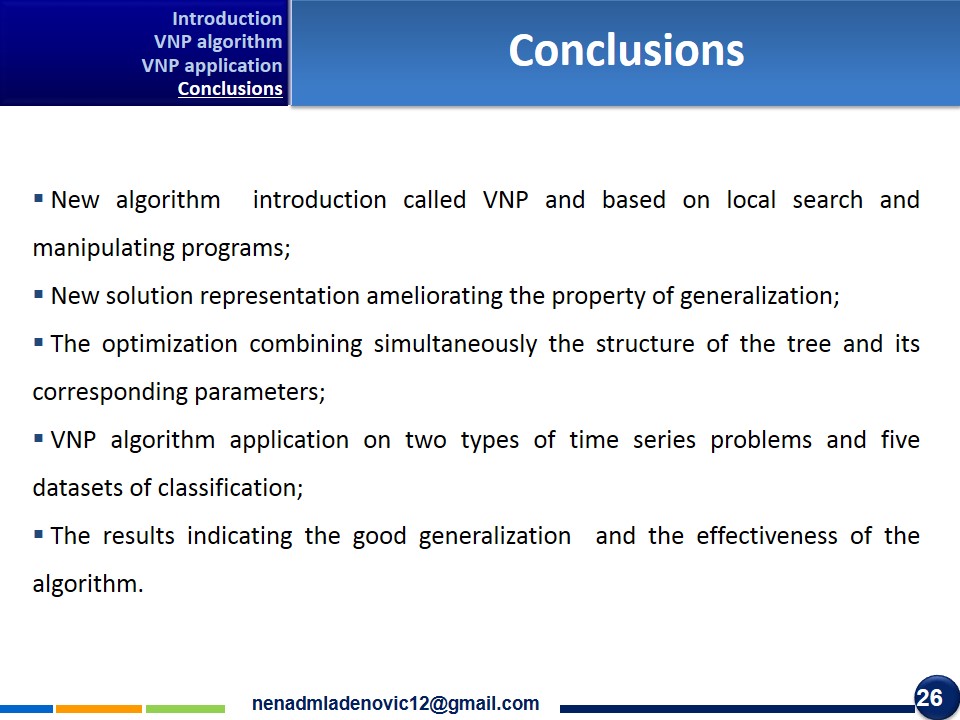 Introduction
VNP algorithm
VNP application
Conclusions
Conclusions
▪ New algorithm introduction called VNP and based on local search and
manipulating programs;
▪ New solution representation ameliorating the property of generalization;
▪ The optimization combining simultaneously the structure of the tree and its
corresponding parameters;
▪ VNP algorithm application on two types of time series problems and five
datasets of classification;
▪ The results indicating the good generalization and the effectiveness of the
algorithm.
nenadmladenovic12@gmail.com
26